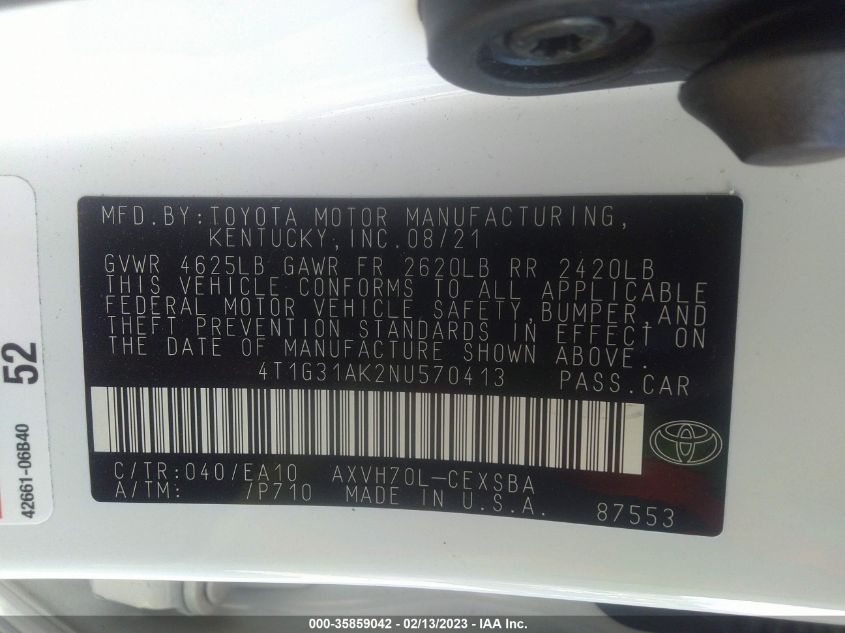 MFD.BY:TOYOTA MOTOR MANUFACTURING,
KENTUCKY,INC.08/21
GVWR 4625LB GAWR FR 2620LB RR 2420LB
THIS VEHICLE CONFORMS TO ALL APPLICABLE
FEDERAL MOTOR VEHICLE SAFETY,BUMPER,AND
THEFT PREVENTION STANDARDS IN EFFECT ON
THE DATE OF MANUFACTURE SHOWN ABOVE.
4T1G31AK2NU570413 PASS.CAR
C/TR:040/EA10 AXVH70L-CEXSBA
A/TM: /P710 MADE IN U.S.A.
87553
52
42661-06B40
000-35859042 - 02/13/2023 - IAA Inc.